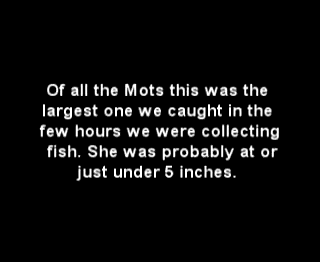 Of all the Mots this was the
largest one we caught in the
few hours we were collecting
fish. She was probably at or
just under 5 inches.